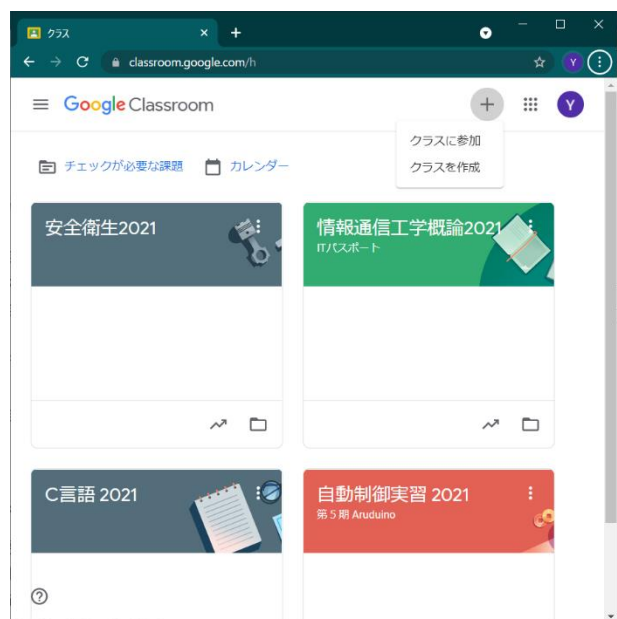 クラス
classroom.google.com/h
Y
Google Classroom
Y
クラスに参加
クラスを作成
チェックが必要な課題
カレンダー
安全衛生2021
情報通信工学概論2021
ITパスポート
C言語 2021
自動制御実習 2021
第5期 Aruduino